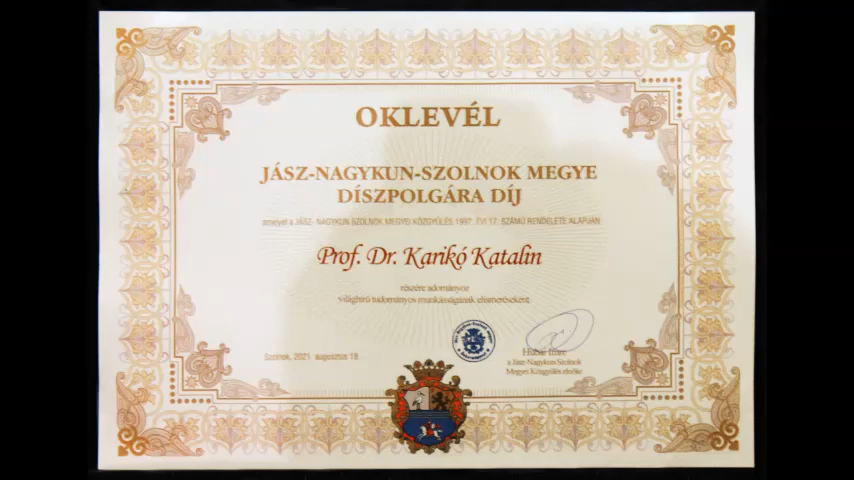 OKLEVÉL
JÁSZ-NAGYKUN-SZOLNOK MEGYE
DÍSZPOLGÁRA DÍJ
amelyet a JÁSZ- NAGYKUN SZOLNOK MEGYEI KÖZGYŰLÉS 1997. ÉVI 17. SZÁMÚ RENDELETE ALAPJÁN
Prof. Dr. Karikó Katalin
részére adományoz
világhírű tudományos munkásságának elismeréseként
Szolnok, 2021. augusztus 18.
Hubai Imre
a Jász-Nagykun-Szolnok
Megyei Közgyűlés elnöke